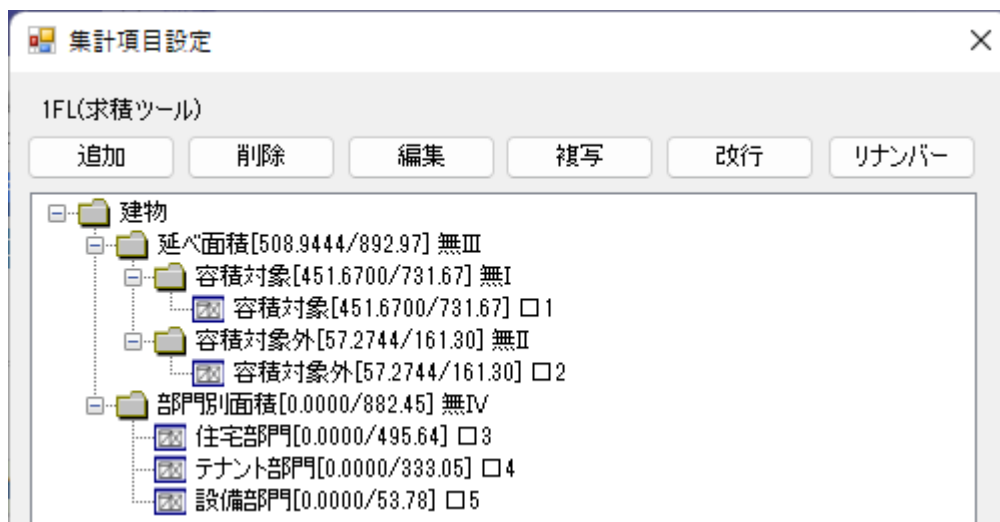 集計項目設定
1FL(求積ツール)
追加 削除 編集 複写 改行 リナンバー
建物
延べ面積[508.9444/892.97] 無Ⅲ
容積対象[451.6700/731.67] 無Ⅰ
容積対象[451.6700/731.67] □1
容積対象外[57.2744/161.30] 無Ⅱ
容積対象外[57.2744/161.30] □2
部門別面積[0.0000/882.45] 無Ⅳ
住宅部門[0.0000/495.64] □3
テナント部門[0.0000/333.05] □4
設備部門[0.0000/53.78] □5